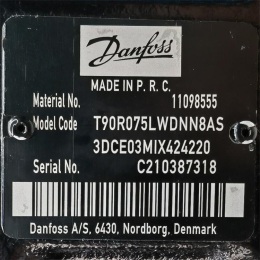 Danfoss
MADE IN P. R. C.
Material No. 11098555
Model Code T90R075LWDNN8AS
3DCE03MIX424220
Serial No. C210387318
Danfoss A/S, 6430, Nordborg, Denmark